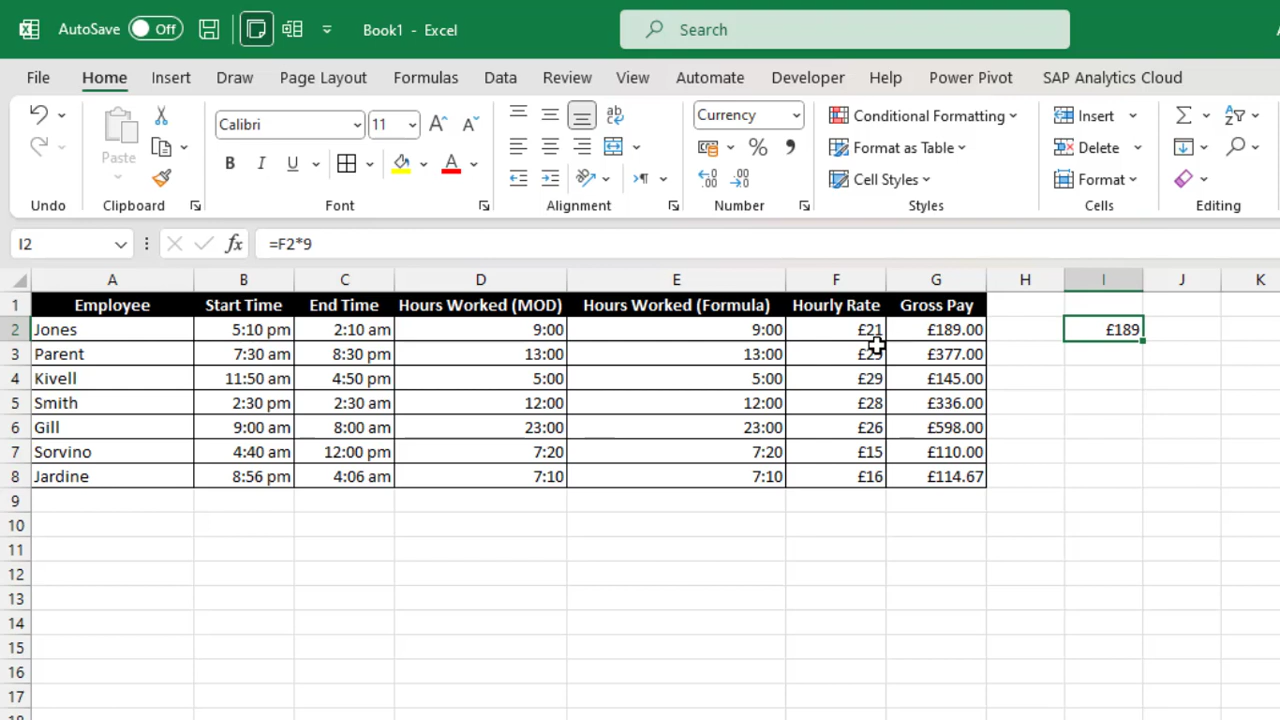 AutoSave Off Book1 - Excel Search
File Home Insert Draw Page Layout Formulas Data Review View Automate Developer Help Power Pivot SAP Analytics Cloud
Paste Calibri 11 Currency Conditional Formatting Insert
B I U A % Format as Table Delete
Cell Styles Format
Undo Clipboard Font Alignment Number Styles Cells Editing
I2 fx =F2*9
A B C D E F G H I J K
1 Employee Start Time End Time Hours Worked (MOD) Hours Worked (Formula) Hourly Rate Gross Pay
2 Jones 5:10 pm 2:10 am 9:00 9:00 £21 £189.00 £189
3 Parent 7:30 am 8:30 pm 13:00 13:00 £377.00
4 Kivell 11:50 am 4:50 pm 5:00 5:00 £29 £145.00
5 Smith 2:30 pm 2:30 am 12:00 12:00 £28 £336.00
6 Gill 9:00 am 8:00 am 23:00 23:00 £26 £598.00
7 Sorvino 4:40 am 12:00 pm 7:20 7:20 £15 £110.00
8 Jardine 8:56 pm 4:06 am 7:10 7:10 £16 £114.67
9
10
11
12
13
14
15
16
17